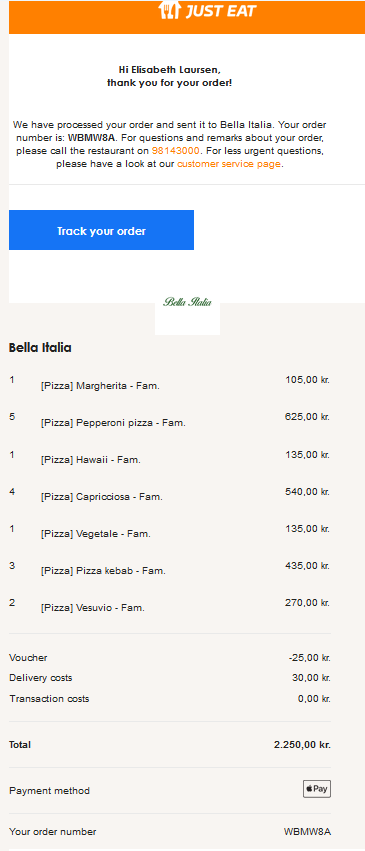 JUST EAT
Hi Elisabeth Laursen,
thank you for your order!
We have processed your order and sent it to Bella Italia. Your order
number is: WBMW8A. For questions and remarks about your order,
please call the restaurant on 98143000. For less urgent questions,
please have a look at our customer service page.
Track your order
Bella Italia
Bella Italia
1 [Pizza] Margherita - Fam. 105,00 kr.
5 [Pizza] Pepperoni pizza - Fam. 625,00 kr.
1 [Pizza] Hawaii - Fam. 135,00 kr.
4 [Pizza] Capricciosa - Fam. 540,00 kr.
1 [Pizza] Vegetale - Fam. 135,00 kr.
3 [Pizza] Pizza kebab - Fam. 435,00 kr.
2 [Pizza] Vesuvio - Fam. 270,00 kr.
Voucher -25,00 kr.
Delivery costs 30,00 kr.
Transaction costs 0,00 kr.
Total 2.250,00 kr.
Payment method Pay
Your order number WBMW8A